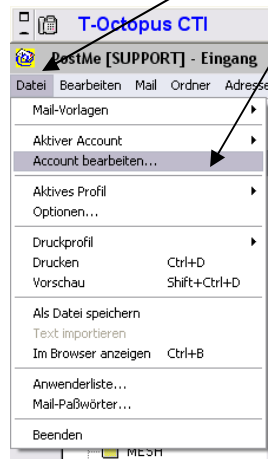 T-Octopus CTI
PostMe [SUPPORT] - Eingang
Datei Bearbeiten Mail Ordner Adresse
Mail-Vorlagen
Aktiver Account
Account bearbeiten...
Aktives Profil
Optionen...
Druckprofil
Drucken Ctrl+D
Vorschau Shift+Ctrl+D
Als Datei speichern
Text importieren
Im Browser anzeigen Ctrl+B
Anwenderliste...
Mail-Paßwörter...
Beenden
MESH